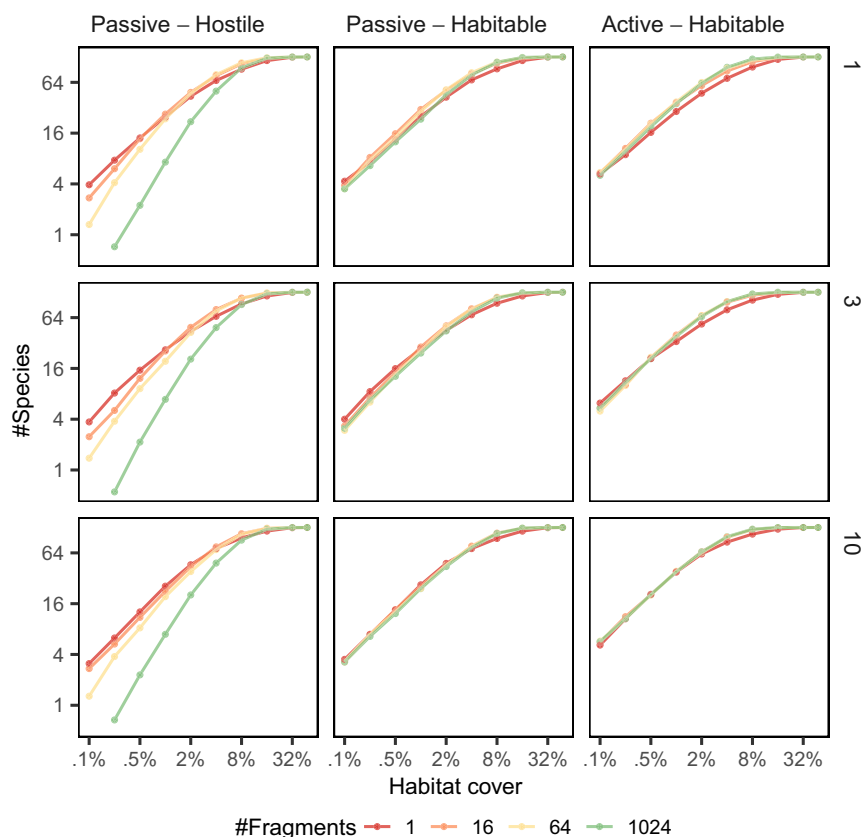 Passive – Hostile
Passive – Habitable
Active – Habitable
64
16
4
1
1
64
16
4
1
3
64
16
4
1
10
#Species
.1% .5% 2% 8% 32%
.1% .5% 2% 8% 32%
.1% .5% 2% 8% 32%
Habitat cover
#Fragments 1 16 64 1024